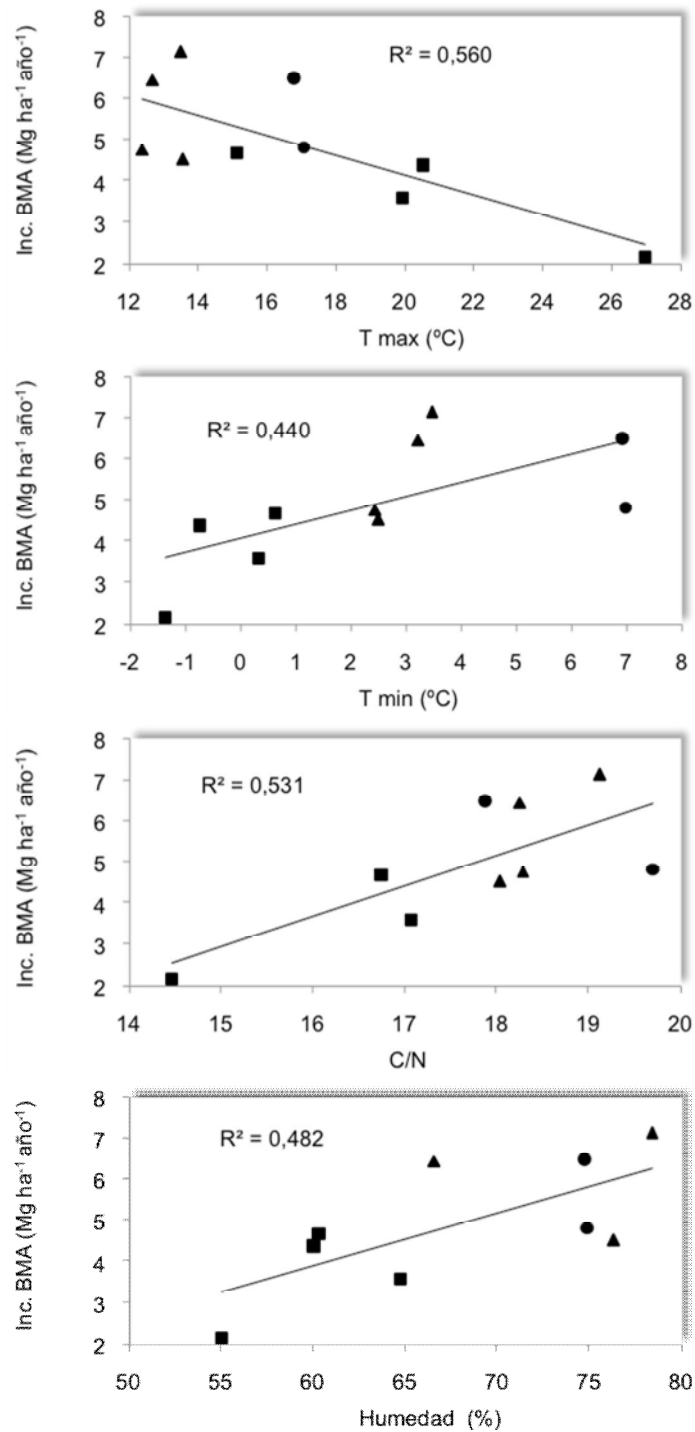 Inc. BMA (Mg ha⁻¹ año⁻¹)
8
7
6
5
4
3
2
R² = 0,560
12 14 16 18 20 22 24 26 28
T max (ºC)
Inc. BMA (Mg ha⁻¹ año⁻¹)
8
7
6
5
4
3
2
R² = 0,440
-2 -1 0 1 2 3 4 5 6 7 8
T min (ºC)
Inc. BMA (Mg ha⁻¹ año⁻¹)
8
7
6
5
4
3
2
R² = 0,531
14 15 16 17 18 19 20
C/N
Inc. BMA (Mg ha⁻¹ año⁻¹)
8
7
6
5
4
3
2
R² = 0,482
50 55 60 65 70 75 80
Humedad (%)